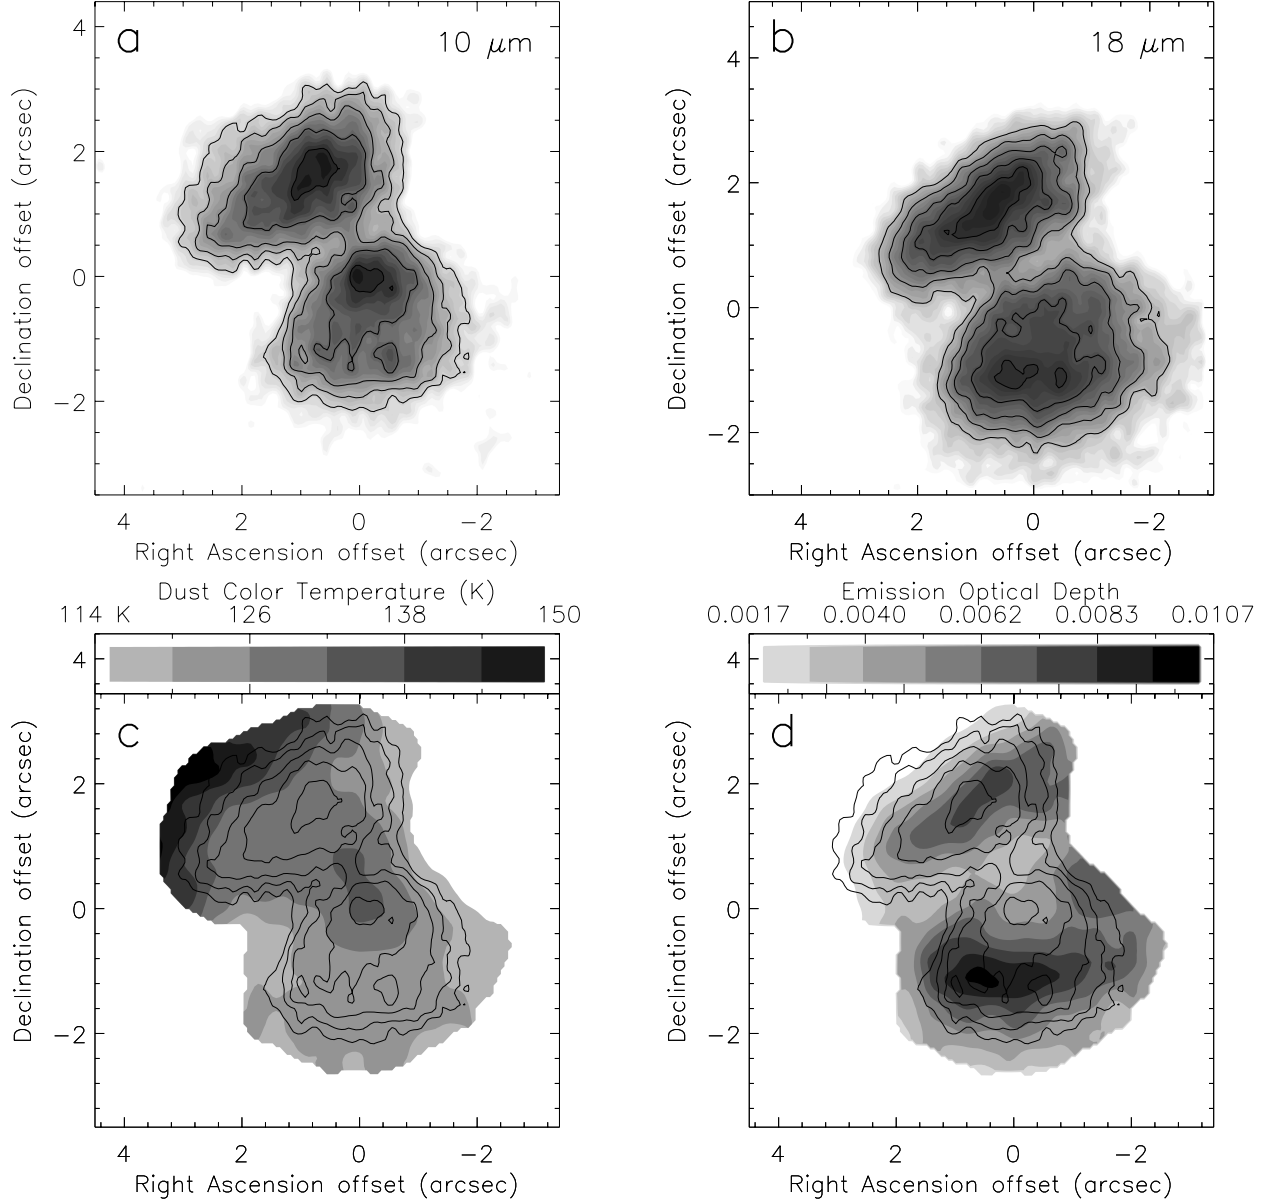 a 10 μm
b 18 μm
4
2
0
−2
Declination offset (arcsec)
4 2 0 −2
Right Ascension offset (arcsec)
4
2
0
−2
Declination offset (arcsec)
4 2 0 −2
Right Ascension offset (arcsec)
Dust Color Temperature (K)
114 K 126 138 150
c
4
2
0
−2
Declination offset (arcsec)
4 2 0 −2
Right Ascension offset (arcsec)
Emission Optical Depth
0.0017 0.0040 0.0062 0.0083 0.0107
d
4
2
0
−2
Declination offset (arcsec)
4 2 0 −2
Right Ascension offset (arcsec)